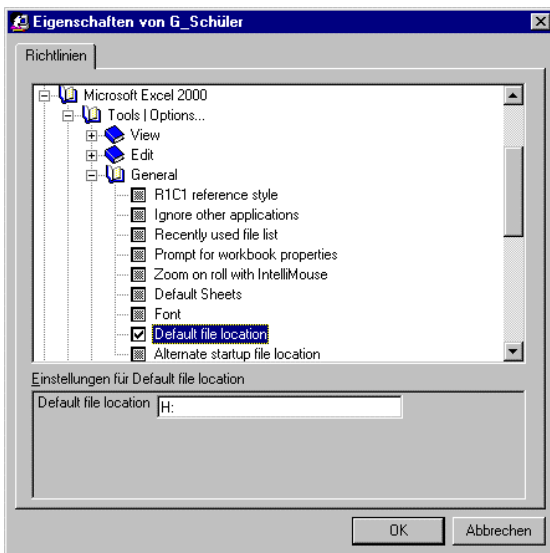 Eigenschaften von G_Schüler
Richtlinien
Microsoft Excel 2000
Tools | Options...
View
Edit
General
R1C1 reference style
Ignore other applications
Recently used file list
Prompt for workbook properties
Zoom on roll with IntelliMouse
Default Sheets
Font
Default file location
Alternate startup file location
Einstellungen für Default file location
Default file location H:
OK Abbrechen